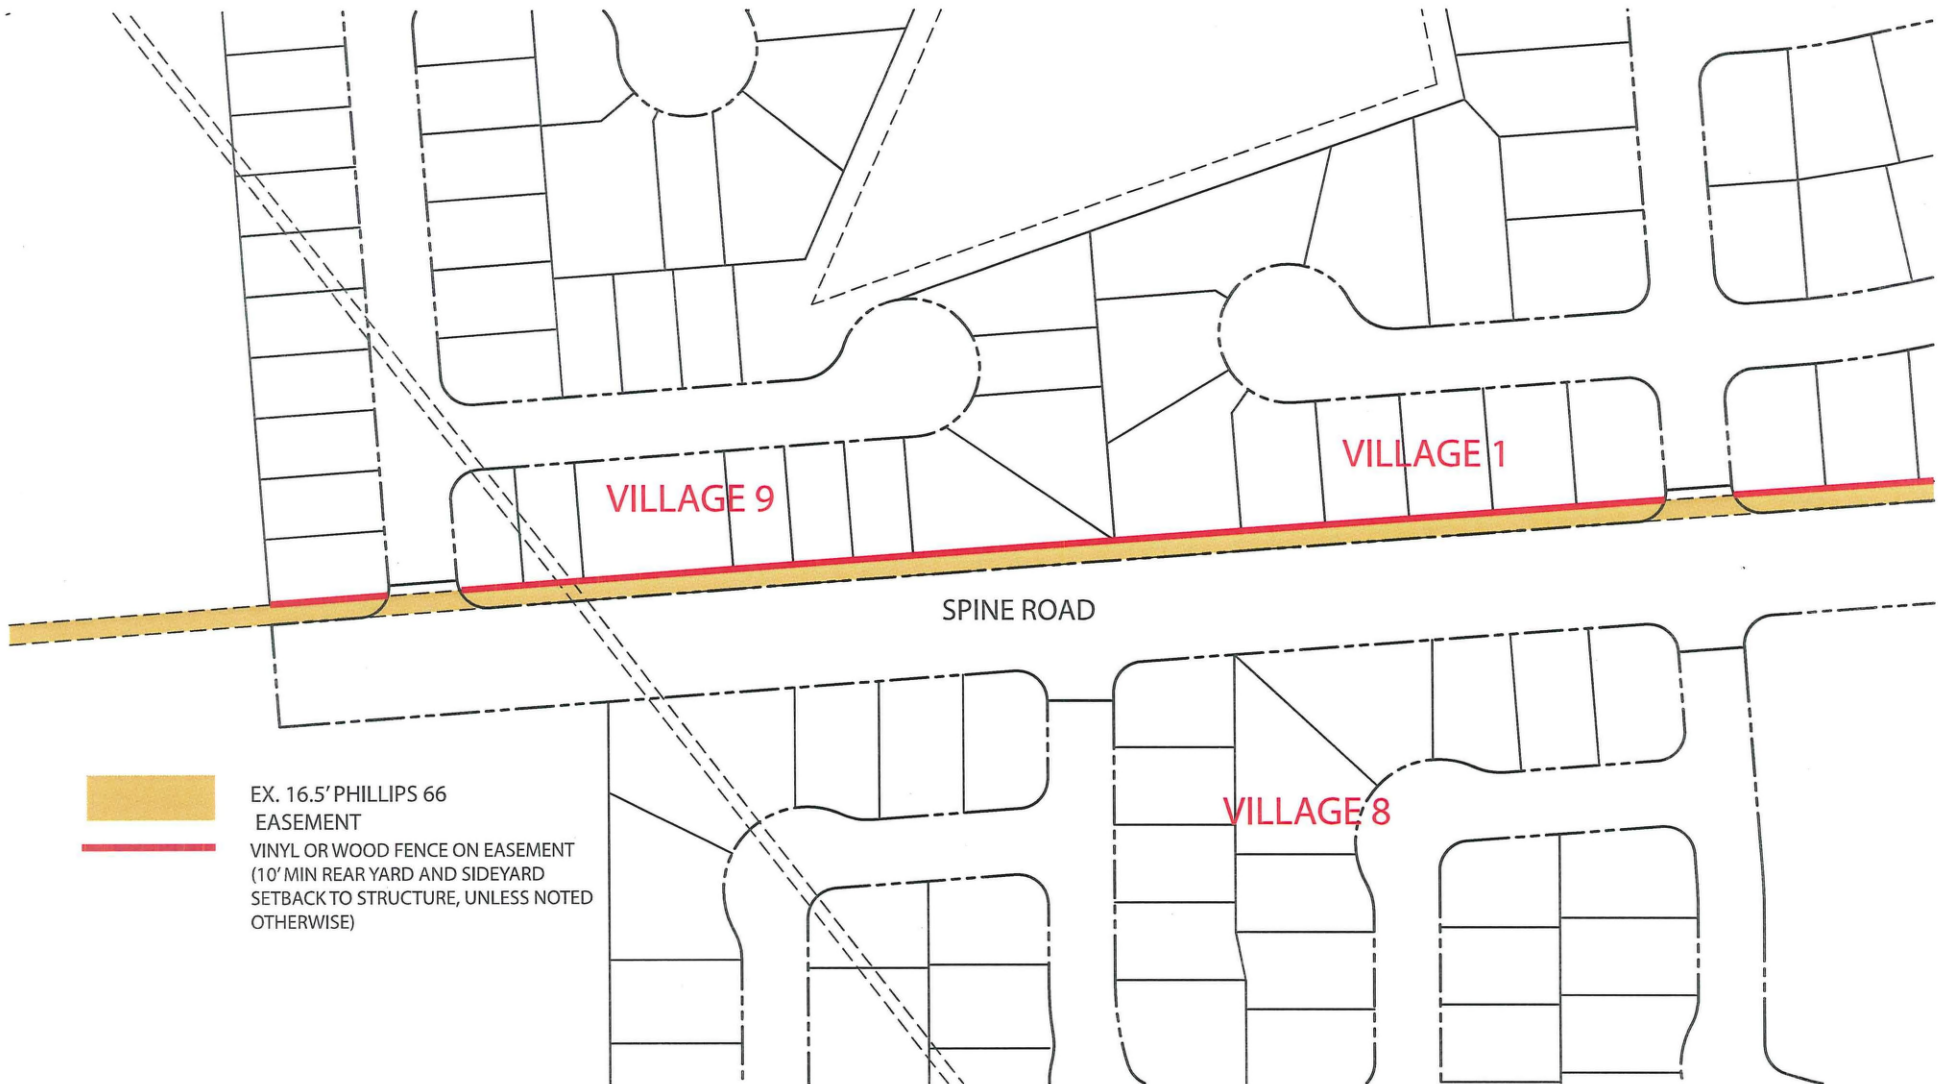 VILLAGE 1
VILLAGE 9
SPINE ROAD
VILLAGE 8
EX. 16.5' PHILLIPS 66
EASEMENT
VINYL OR WOOD FENCE ON EASEMENT
(10' MIN REAR YARD AND SIDEYARD
SETBACK TO STRUCTURE, UNLESS NOTED
OTHERWISE)